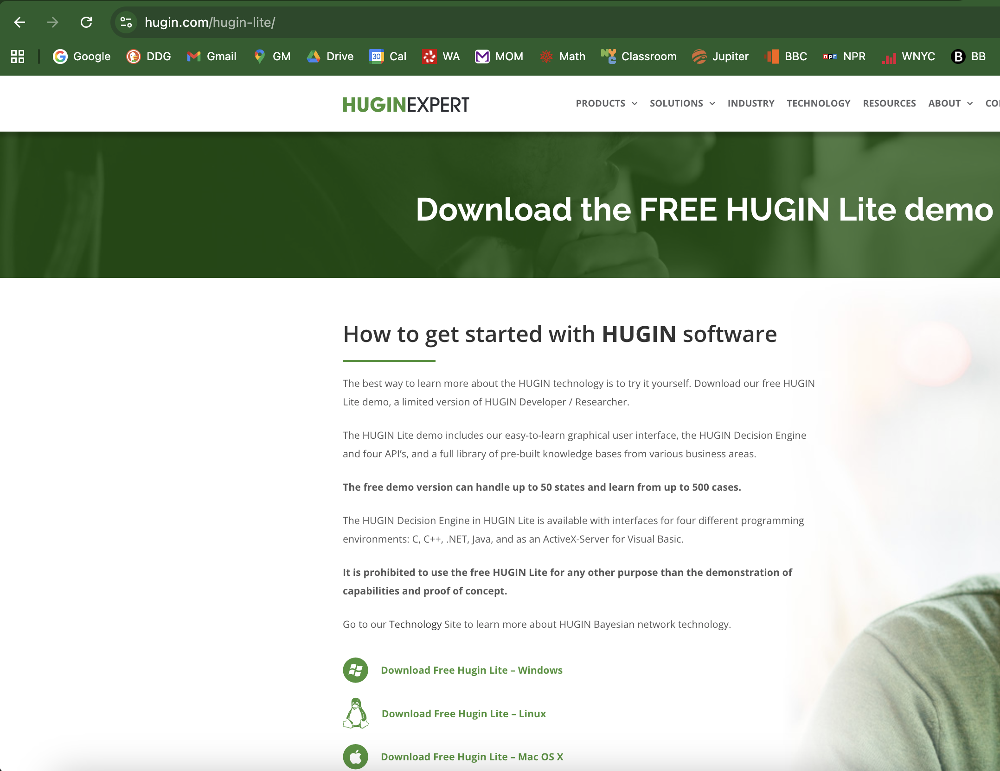 hugin.com/hugin-lite/
Google DDG Gmail GM Drive Cal WA MOM Math Classroom Jupiter BBC NPR WNYC BB
HUGINEXPERT
PRODUCTS SOLUTIONS INDUSTRY TECHNOLOGY RESOURCES ABOUT
Download the FREE HUGIN Lite demo
How to get started with HUGIN software
The best way to learn more about the HUGIN technology is to try it yourself. Download our free HUGIN
Lite demo, a limited version of HUGIN Developer / Researcher.
The HUGIN Lite demo includes our easy-to-learn graphical user interface, the HUGIN Decision Engine
and four API’s, and a full library of pre-built knowledge bases from various business areas.
The free demo version can handle up to 50 states and learn from up to 500 cases.
The HUGIN Decision Engine in HUGIN Lite is available with interfaces for four different programming
environments: C, C++, .NET, Java, and as an ActiveX-Server for Visual Basic.
It is prohibited to use the free HUGIN Lite for any other purpose than the demonstration of
capabilities and proof of concept.
Go to our Technology Site to learn more about HUGIN Bayesian network technology.
Download Free Hugin Lite – Windows
Download Free Hugin Lite – Linux
Download Free Hugin Lite – Mac OS X